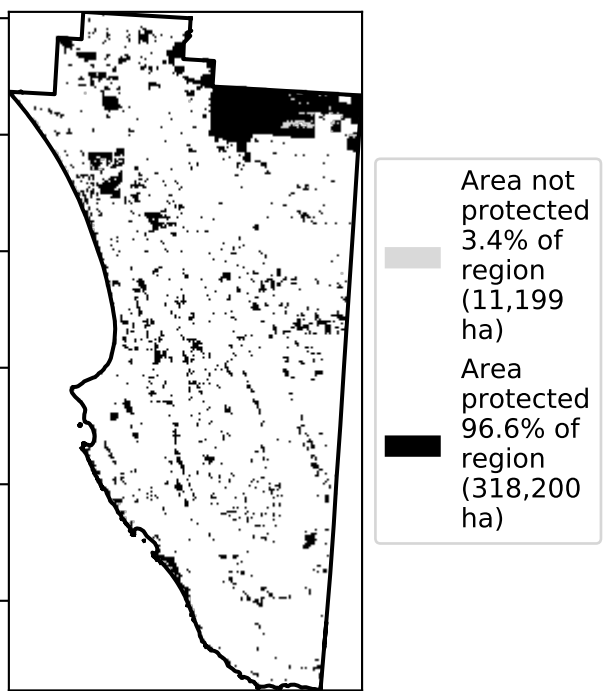 Area not
protected
3.4% of
region
(11,199
ha)
Area
protected
96.6% of
region
(318,200
ha)